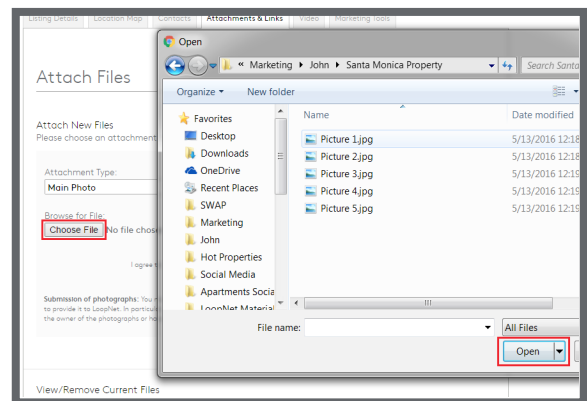 Listing Details Location Map Contacts Attachments & Links Video Marketing Tools
Open
« Marketing John Santa Monica Property
Search Santa
Organize New folder
Attach Files
Name Date modified
Favorites
Desktop
Downloads
OneDrive
Recent Places
SWAP
Marketing
John
Hot Properties
Social Media
Apartments Socia
LoopNet Material
Picture 1.jpg 5/13/2016 12:18
Picture 2.jpg 5/13/2016 12:18
Picture 3.jpg 5/13/2016 12:19
Picture 4.jpg 5/13/2016 12:19
Picture 5.jpg 5/13/2016 12:19
Attach New Files
Please choose an attachment
Attachment Type:
Main Photo
Browse for File:
Choose File No file chose
I agree
Submission of photographs: You
to provide it to LoopNet. In particul
the owner of the photographs or ha
File name: All Files
Open
View/Remove Current Files